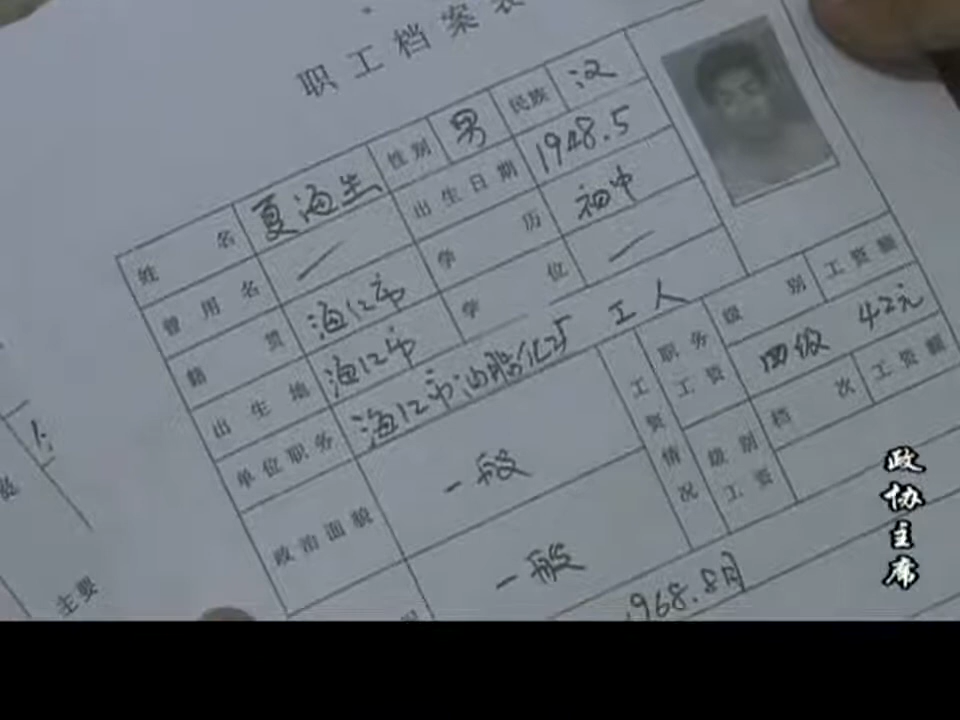 职工档案表
姓名 夏海生 性别 男 民族 汉
曾用名 / 出生日期 1948.5
籍贯 海江市 学历 初中
出生地 海江市 学位 /
单位职务 海江市油脂化工厂 工人
政治面貌 一般
工资情况 职务工资 级别 工资额
四级 42元
级别工资 档次 工资额
一般
1968.8月
主要
政协主席